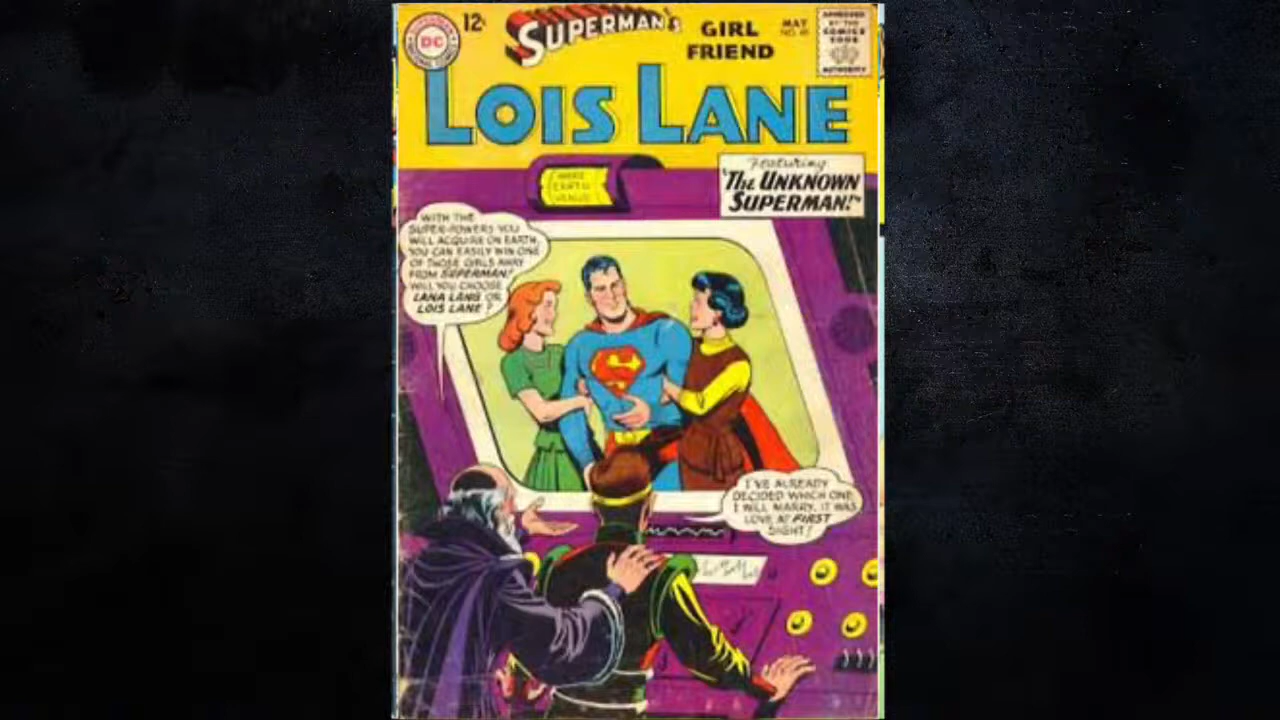 12¢
SUPERMAN'S
GIRL
FRIEND
MAY
APPROVED
BY THE
COMICS
CODE
AUTHORITY
DC
LOIS LANE
Featuring
"The UNKNOWN
SUPERMAN!"
WITH THE
SUPER-POWERS YOU
WILL ACQUIRE ON EARTH,
YOU CAN EASILY WIN ONE
OF THOSE GIRLS AWAY
FROM SUPERMAN!
WILL YOU CHOOSE
LANA LANG OR
LOIS LANE?
I'VE ALREADY
DECIDED WHICH ONE
I WILL MARRY. IT WAS
LOVE AT FIRST
SIGHT!